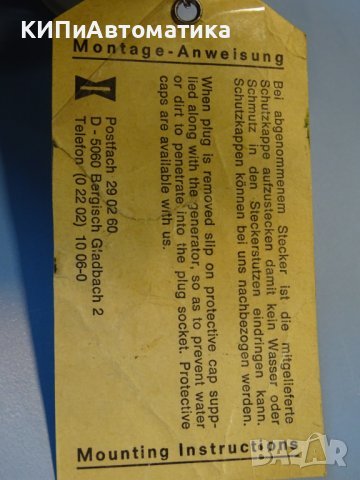 КИПиАвтоматика
Montage-Anweisung
Bei abgenommenem Stecker ist die mitgelieferte
Schutzkappe aufzustecken damit kein Wasser oder
Schmutz in den Steckerstutzen eindringen kann.
Schutzkappen können bei uns nachbezogen werden.
When plug is removed slip on protective cap supp-
lied along with the generator, so as to prevent water
or dirt to penetrate into the plug socket. Protective
caps are available with us.
Postfach 29 02 60
D - 5060 Bergisch Gladbach 2
Telefon (0 22 02) 10 06-0
Mounting Instructions
BAZAR